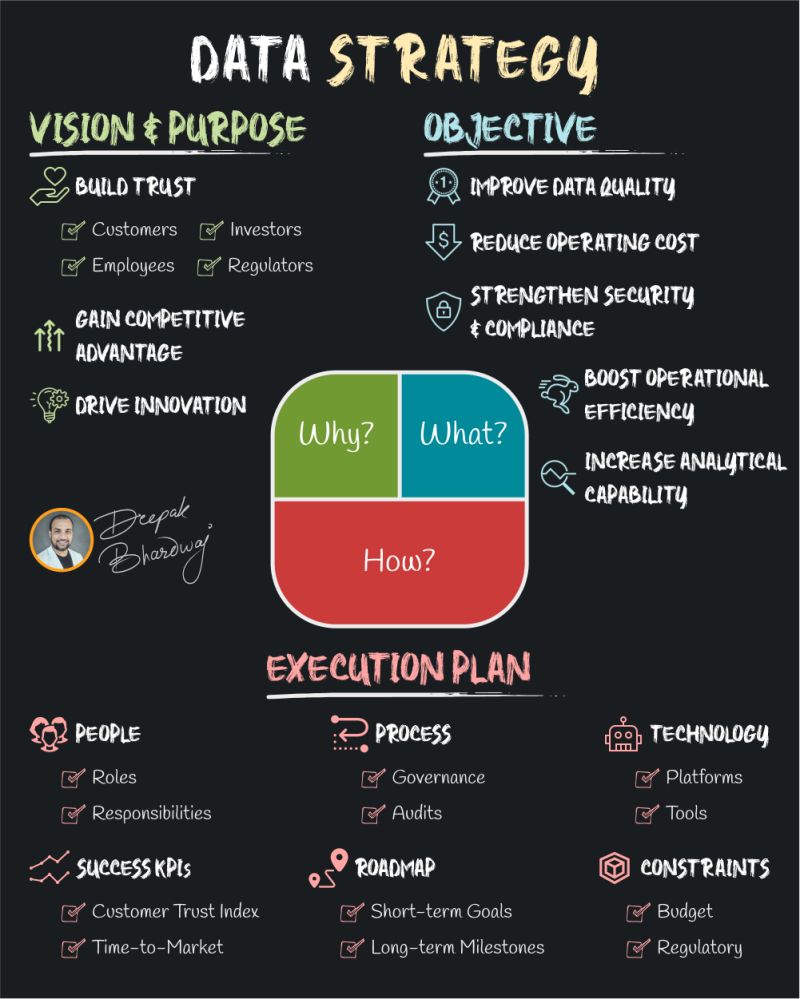 DATA STRATEGY
VISION & PURPOSE
BUILD TRUST
Customers
Investors
Employees
Regulators
GAIN COMPETITIVE
ADVANTAGE
DRIVE INNOVATION
OBJECTIVE
1
IMPROVE DATA QUALITY
$
REDUCE OPERATING COST
STRENGTHEN SECURITY
& COMPLIANCE
BOOST OPERATIONAL
EFFICIENCY
INCREASE ANALYTICAL
CAPABILITY
Why?
What?
How?
Deepak
Bhardwaj
EXECUTION PLAN
PEOPLE
Roles
Responsibilities
PROCESS
Governance
Audits
TECHNOLOGY
Platforms
Tools
SUCCESS KPIs
Customer Trust Index
Time-to-Market
ROADMAP
Short-term Goals
Long-term Milestones
CONSTRAINTS
Budget
Regulatory